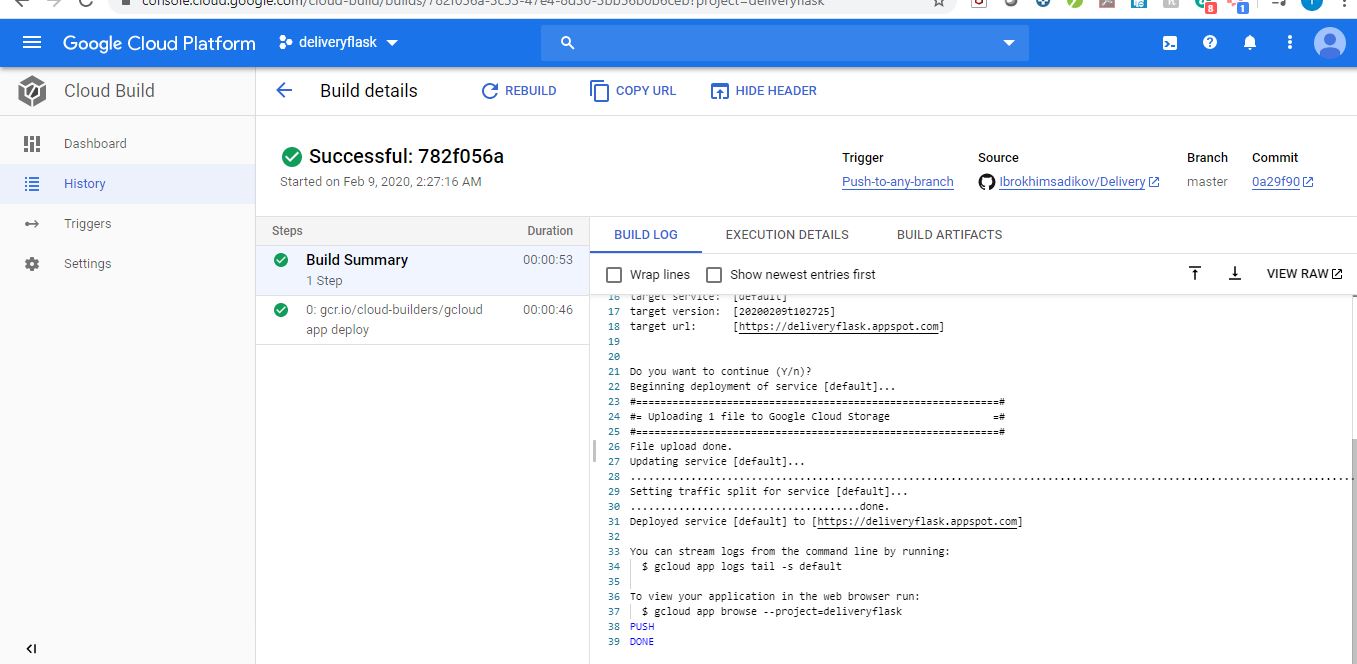 console.cloud.google.com/cloud-build/builds/782f056a-5c53-47e4-8d30-3bb56b0b6ceb?project=deliveryflask
8
1
Google Cloud Platform
deliveryflask
Cloud Build
Build details
REBUILD
COPY URL
HIDE HEADER
Dashboard
History
Triggers
Settings
Successful: 782f056a
Started on Feb 9, 2020, 2:27:16 AM
Trigger
Source
Branch
Commit
Push-to-any-branch
Ibrokhimsadikov/Delivery
master
0a29f90
Steps
Duration
Build Summary
00:00:53
1 Step
0: gcr.io/cloud-builders/gcloud
00:00:46
app deploy
BUILD LOG
EXECUTION DETAILS
BUILD ARTIFACTS
Wrap lines
Show newest entries first
VIEW RAW
16 target service: [default]
17 target version: [20200209t102725]
18 target url: [https://deliveryflask.appspot.com]
19
20
21 Do you want to continue (Y/n)?
22 Beginning deployment of service [default]...
23 #============================================================#
24 #= Uploading 1 file to Google Cloud Storage =#
25 #============================================================#
26 File upload done.
27 Updating service [default]...
28 ........................................................................................................................
29 Setting traffic split for service [default]...
30 ......................................done.
31 Deployed service [default] to [https://deliveryflask.appspot.com]
32
33 You can stream logs from the command line by running:
34 $ gcloud app logs tail -s default
35
36 To view your application in the web browser run:
37 $ gcloud app browse --project=deliveryflask
38 PUSH
39 DONE